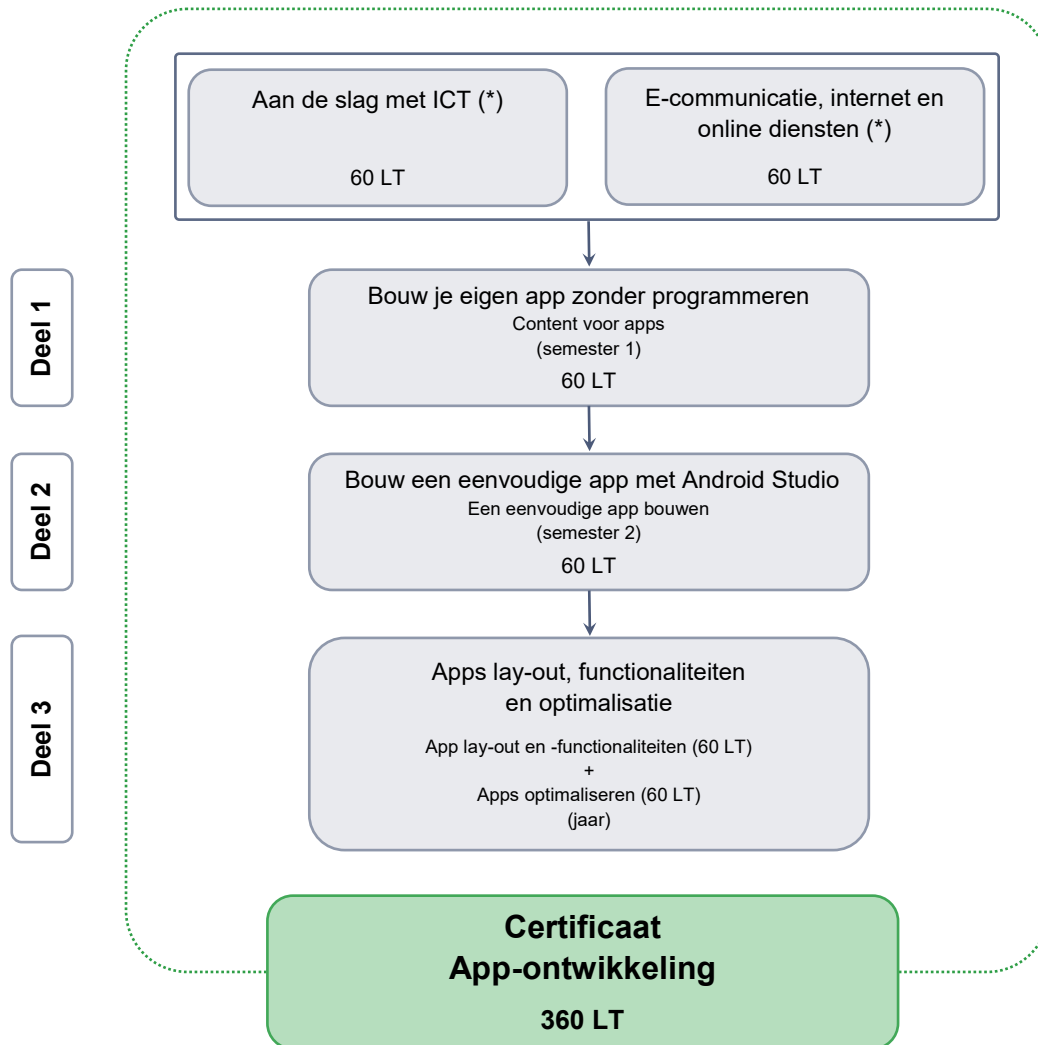 Aan de slag met ICT (*)
60 LT
E-communicatie, internet en
online diensten (*)
60 LT
Deel 1
Bouw je eigen app zonder programmeren
Content voor apps
(semester 1)
60 LT
Deel 2
Bouw een eenvoudige app met Android Studio
Een eenvoudige app bouwen
(semester 2)
60 LT
Deel 3
Apps lay-out, functionaliteiten
en optimalisatie
App lay-out en -functionaliteiten (60 LT)
+
Apps optimaliseren (60 LT)
(jaar)
Certificaat
App-ontwikkeling
360 LT